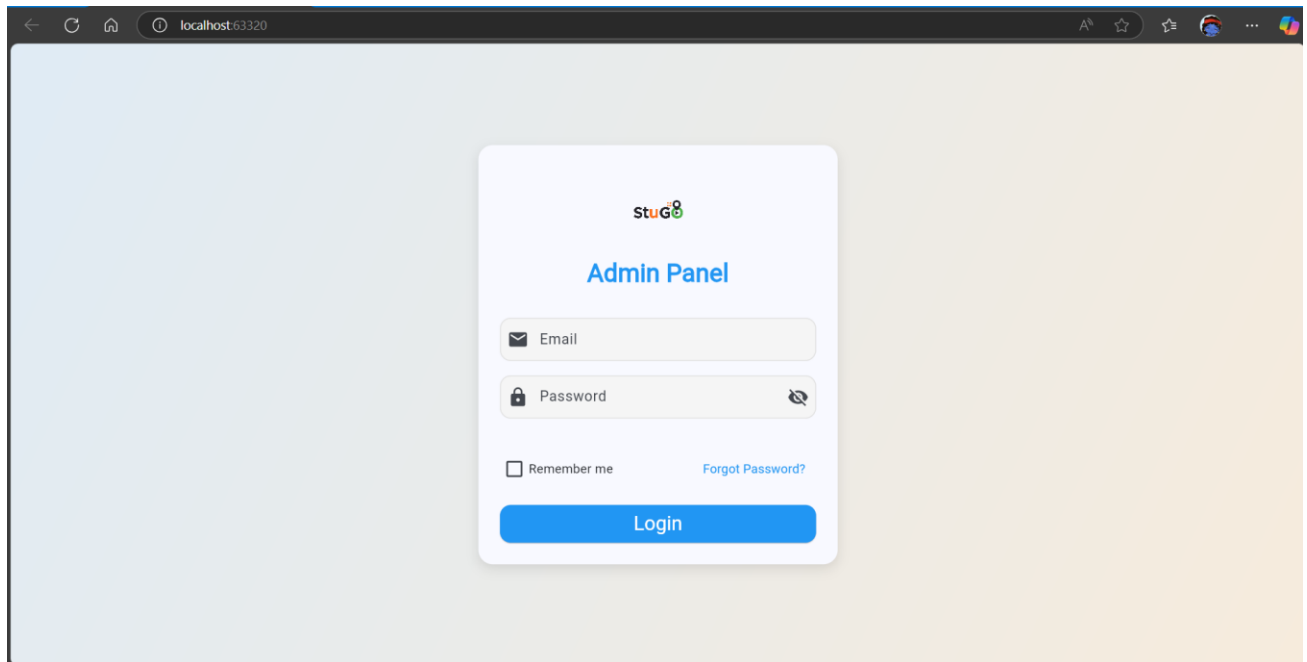 localhost:63320
StuGo
Admin Panel
Email
Password
Remember me
Forgot Password?
Login